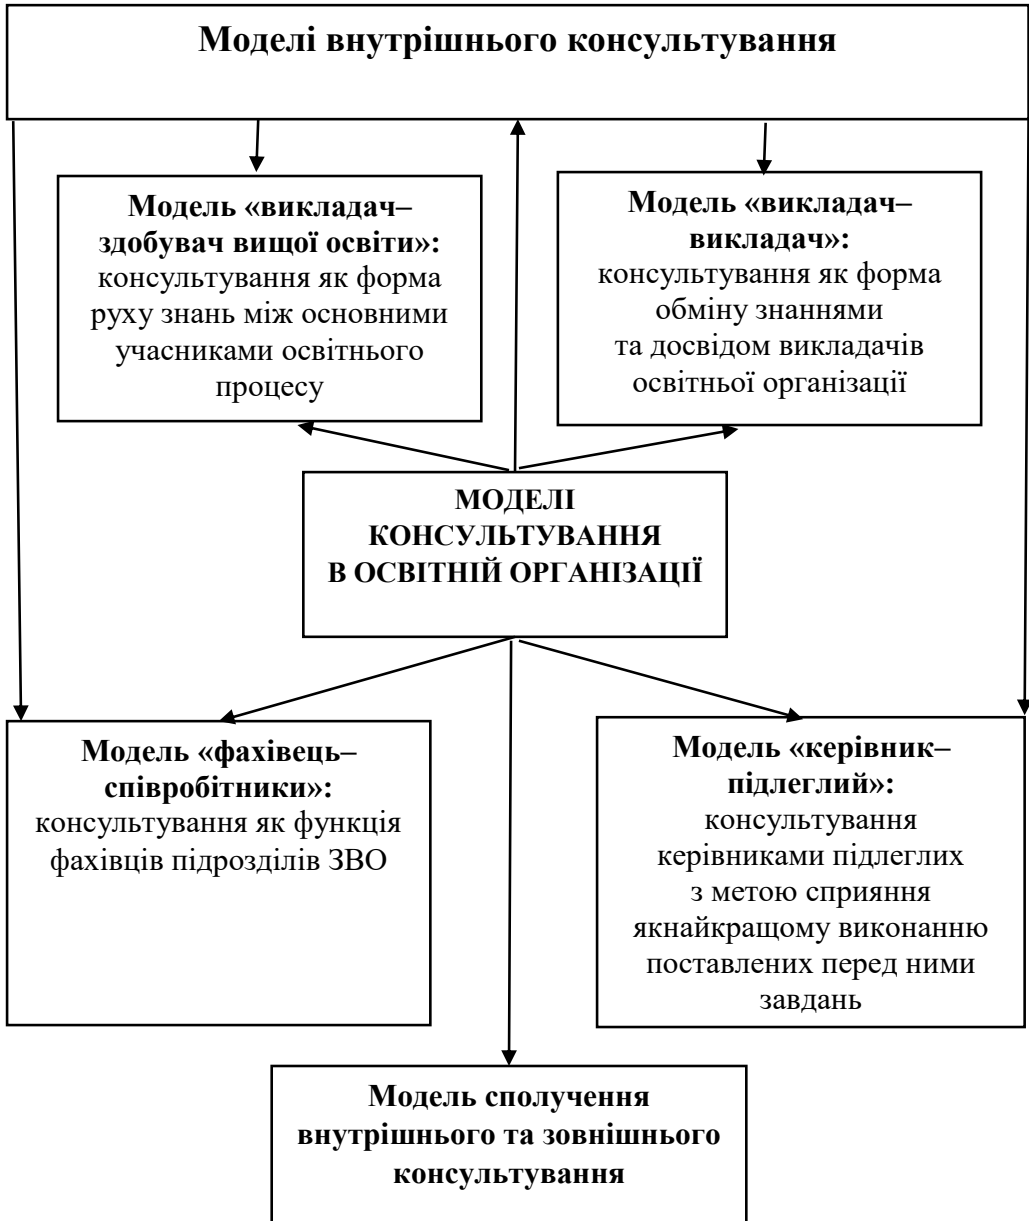 Моделі внутрішнього консультування
Модель «викладач–
здобувач вищої освіти»:
консультування як форма
руху знань між основними
учасниками освітнього
процесу
Модель «викладач–
викладач»:
консультування як форма
обміну знаннями
та досвідом викладачів
освітньої організації
МОДЕЛІ
КОНСУЛЬТУВАННЯ
В ОСВІТНІЙ ОРГАНІЗАЦІЇ
Модель «фахівець–
співробітники»:
консультування як функція
фахівців підрозділів ЗВО
Модель «керівник–
підлеглий»:
консультування
керівниками підлеглих
з метою сприяння
якнайкращому виконанню
поставлених перед ними
завдань
Модель сполучення
внутрішнього та зовнішнього
консультування